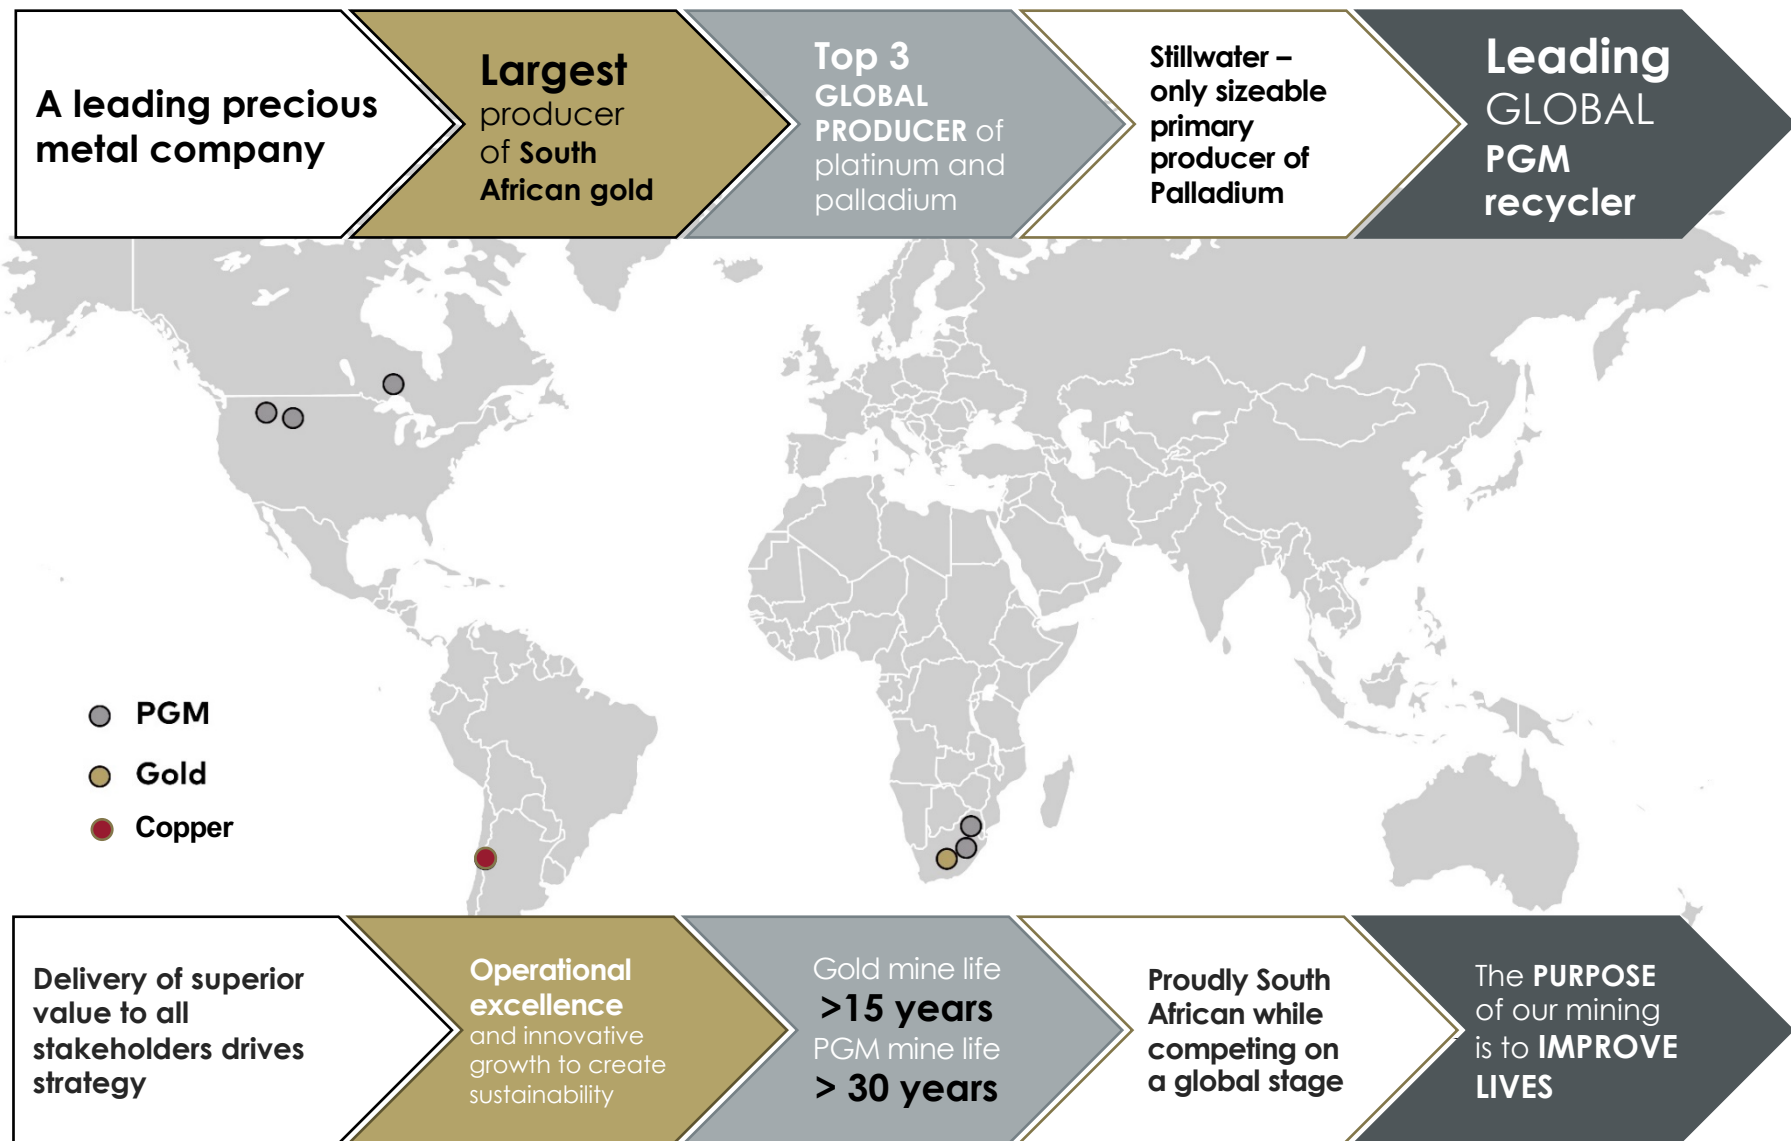 A leading precious
metal company
Largest
producer
of South
African gold
Top 3
GLOBAL
PRODUCER of
platinum and
palladium
Stillwater –
only sizeable
primary
producer of
Palladium
Leading
GLOBAL
PGM
recycler
PGM
Gold
Copper
Delivery of superior
value to all
stakeholders drives
strategy
Operational
excellence
and innovative
growth to create
sustainability
Gold mine life
>15 years
PGM mine life
> 30 years
Proudly South
African while
competing on
a global stage
The PURPOSE
of our mining
is to IMPROVE
LIVES